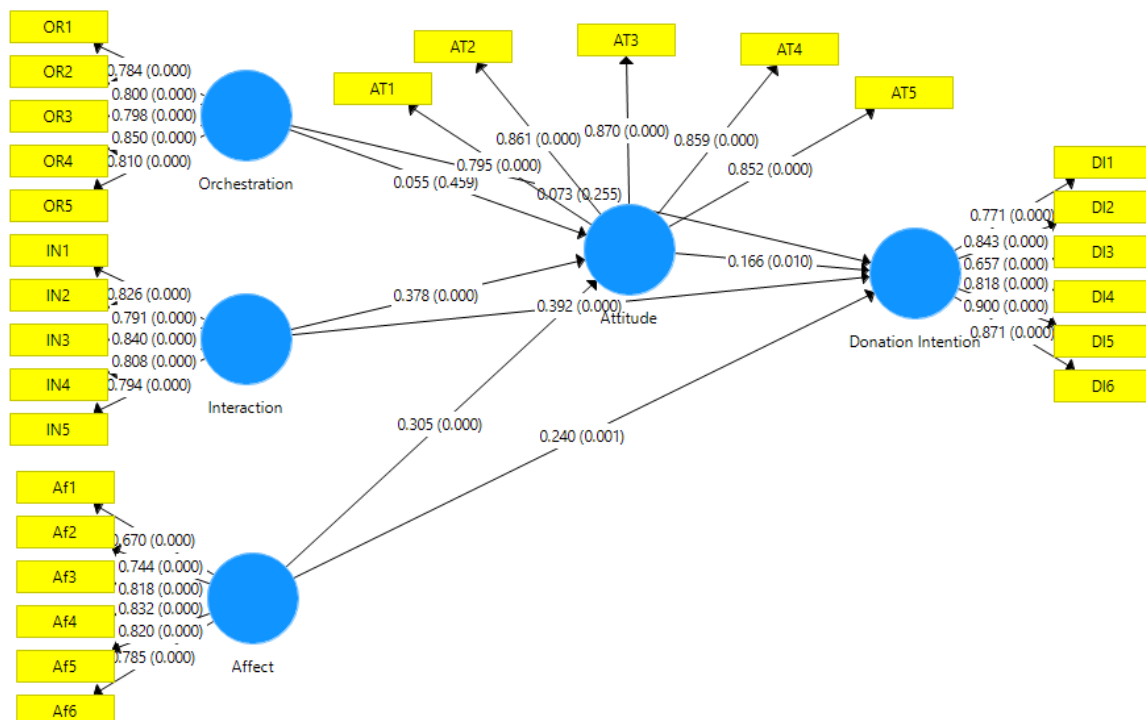 OR1
OR2
OR3
OR4
OR5
0.784 (0.000)
0.800 (0.000)
0.798 (0.000)
0.850 (0.000)
0.810 (0.000)
Orchestration
IN1
IN2
IN3
IN4
IN5
0.826 (0.000)
0.791 (0.000)
0.840 (0.000)
0.808 (0.000)
0.794 (0.000)
Interaction
Af1
Af2
Af3
Af4
Af5
Af6
0.670 (0.000)
0.744 (0.000)
0.818 (0.000)
0.832 (0.000)
0.820 (0.000)
0.785 (0.000)
Affect
AT1
AT2
AT3
AT4
AT5
0.795 (0.000)
0.861 (0.000)
0.870 (0.000)
0.859 (0.000)
0.852 (0.000)
0.055 (0.459)
0.073 (0.255)
0.378 (0.000)
0.392 (0.000)
0.166 (0.010)
0.305 (0.000)
0.240 (0.001)
Attitude
Donation Intention
DI1
DI2
DI3
DI4
DI5
DI6
0.771 (0.000)
0.843 (0.000)
0.657 (0.000)
0.818 (0.000)
0.900 (0.000)
0.871 (0.000)